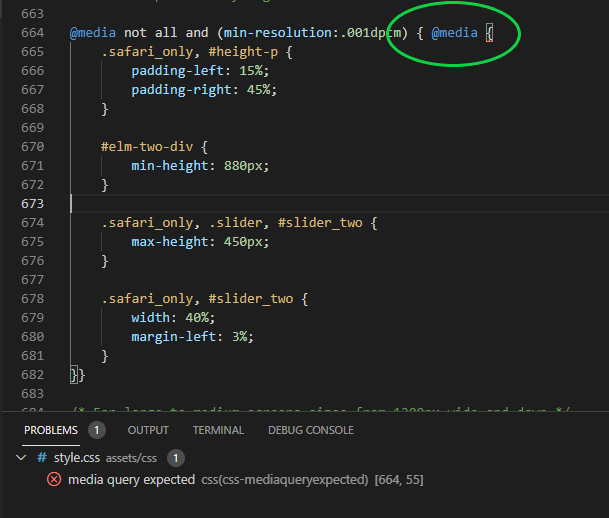 663
664 @media not all and (min-resolution:.001dpcm) { @media {
665 .safari_only, #height-p {
666 padding-left: 15%;
667 padding-right: 45%;
668 }
669
670 #elm-two-div {
671 min-height: 880px;
672 }
673
674 .safari_only, .slider, #slider_two {
675 max-height: 450px;
676 }
677
678 .safari_only, #slider_two {
679 width: 40%;
680 margin-left: 3%;
681 }
682 }}
683
PROBLEMS 1 OUTPUT TERMINAL DEBUG CONSOLE
# style.css assets/css 1
media query expected css(css-mediaqueryexpected) [664, 55]